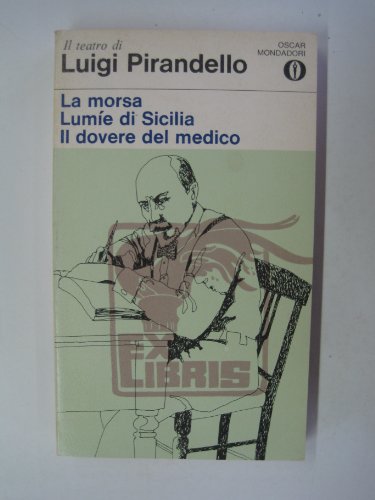 Il teatro di
Luigi Pirandello
OSCAR
MONDADORI
La morsa
Lumíe di Sicilia
Il dovere del medico
EX
LIBRIS